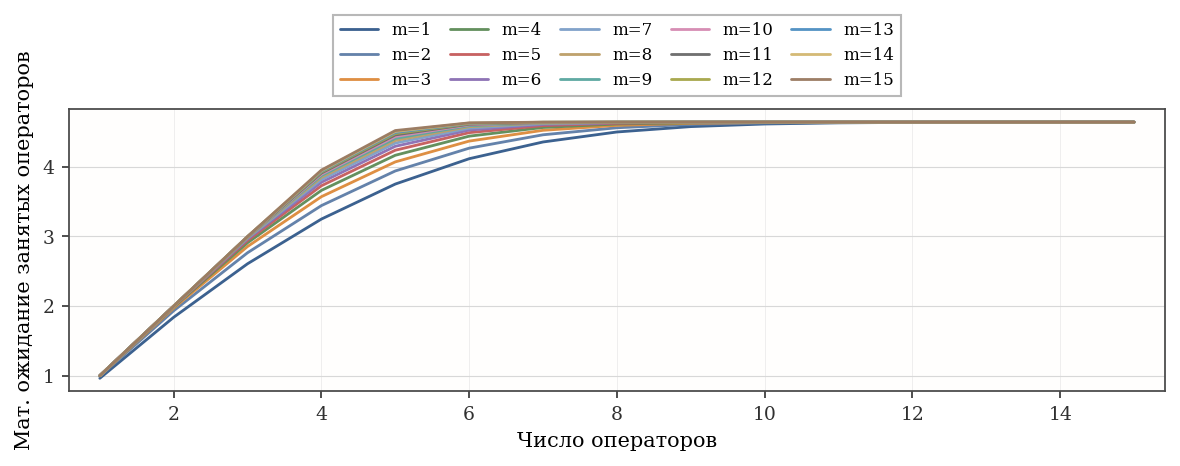 m=1 m=4 m=7 m=10 m=13
m=2 m=5 m=8 m=11 m=14
m=3 m=6 m=9 m=12 m=15
Мат. ожидание занятых операторов
4
3
2
1
2 4 6 8 10 12 14
Число операторов